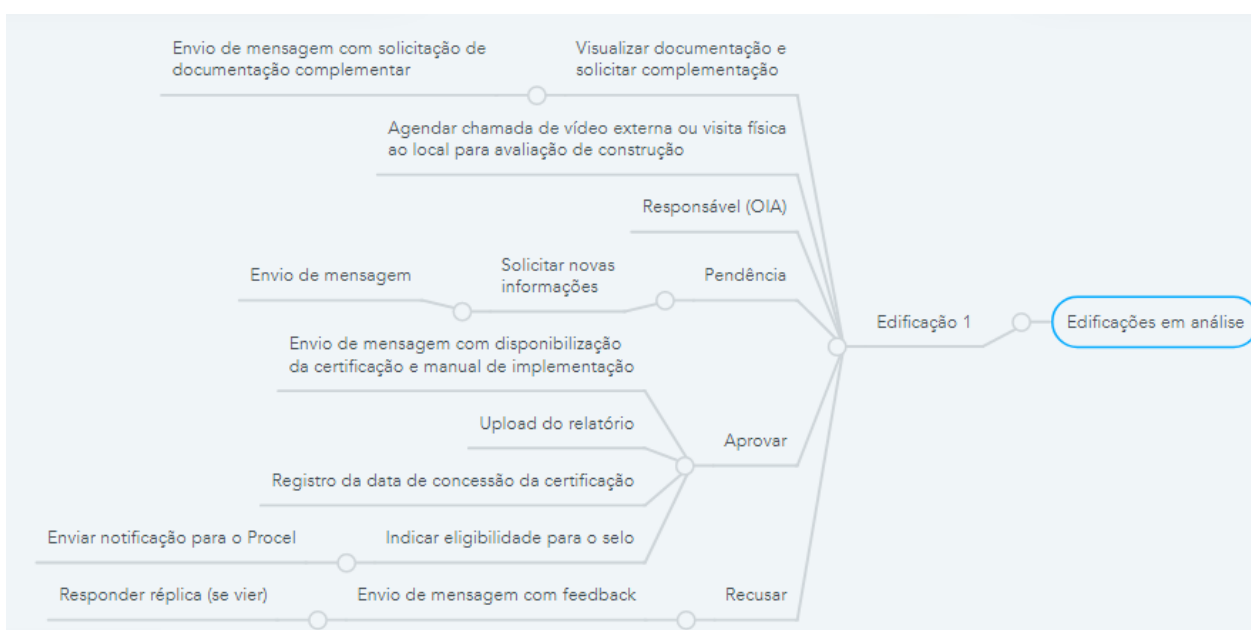 Envio de mensagem com solicitação de
documentação complementar
Visualizar documentação e
solicitar complementação
Agendar chamada de vídeo externa ou visita física
ao local para avaliação de construção
Responsável (OIA)
Envio de mensagem
Solicitar novas
informações
Pendência
Edificação 1
Edificações em análise
Envio de mensagem com disponibilização
da certificação e manual de implementação
Upload do relatório
Aprovar
Registro da data de concessão da certificação
Enviar notificação para o Procel
Indicar eligibilidade para o selo
Responder réplica (se vier)
Envio de mensagem com feedback
Recusar